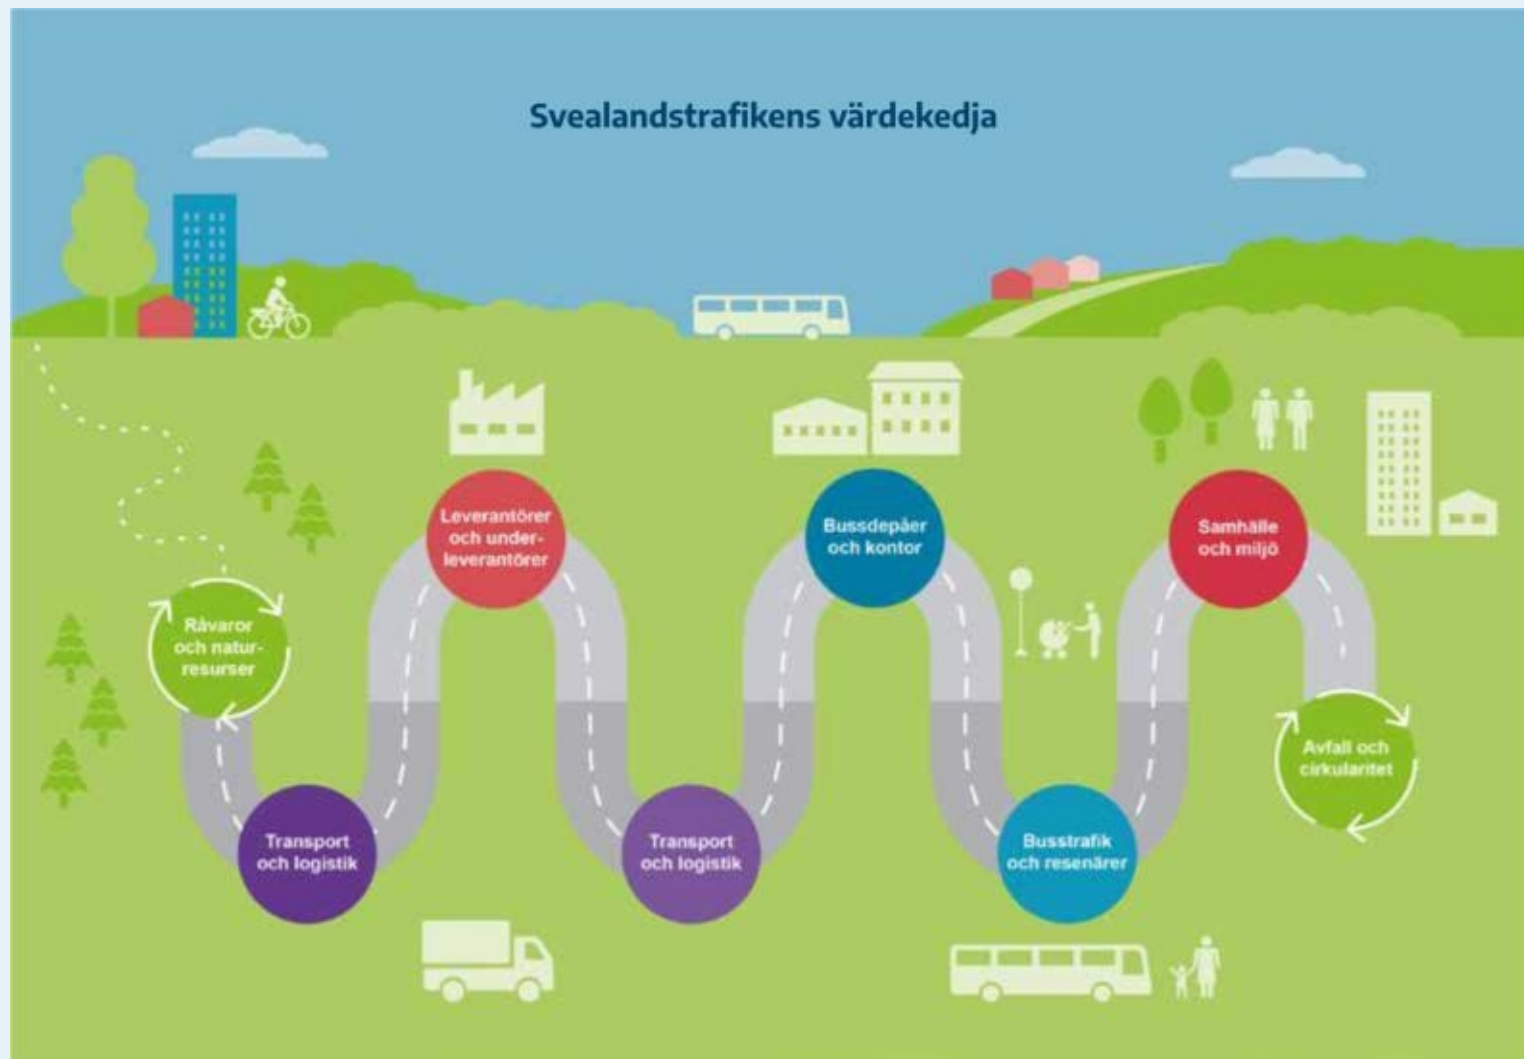 Svealandstrafikens värdekedja
Råvaror
och natur-
resurser
Transport
och logistik
Leverantörer
och under-
leverantörer
Transport
och logistik
Bussdepåer
och kontor
Busstrafik
och resenärer
Samhälle
och miljö
Avfall och
cirkularitet